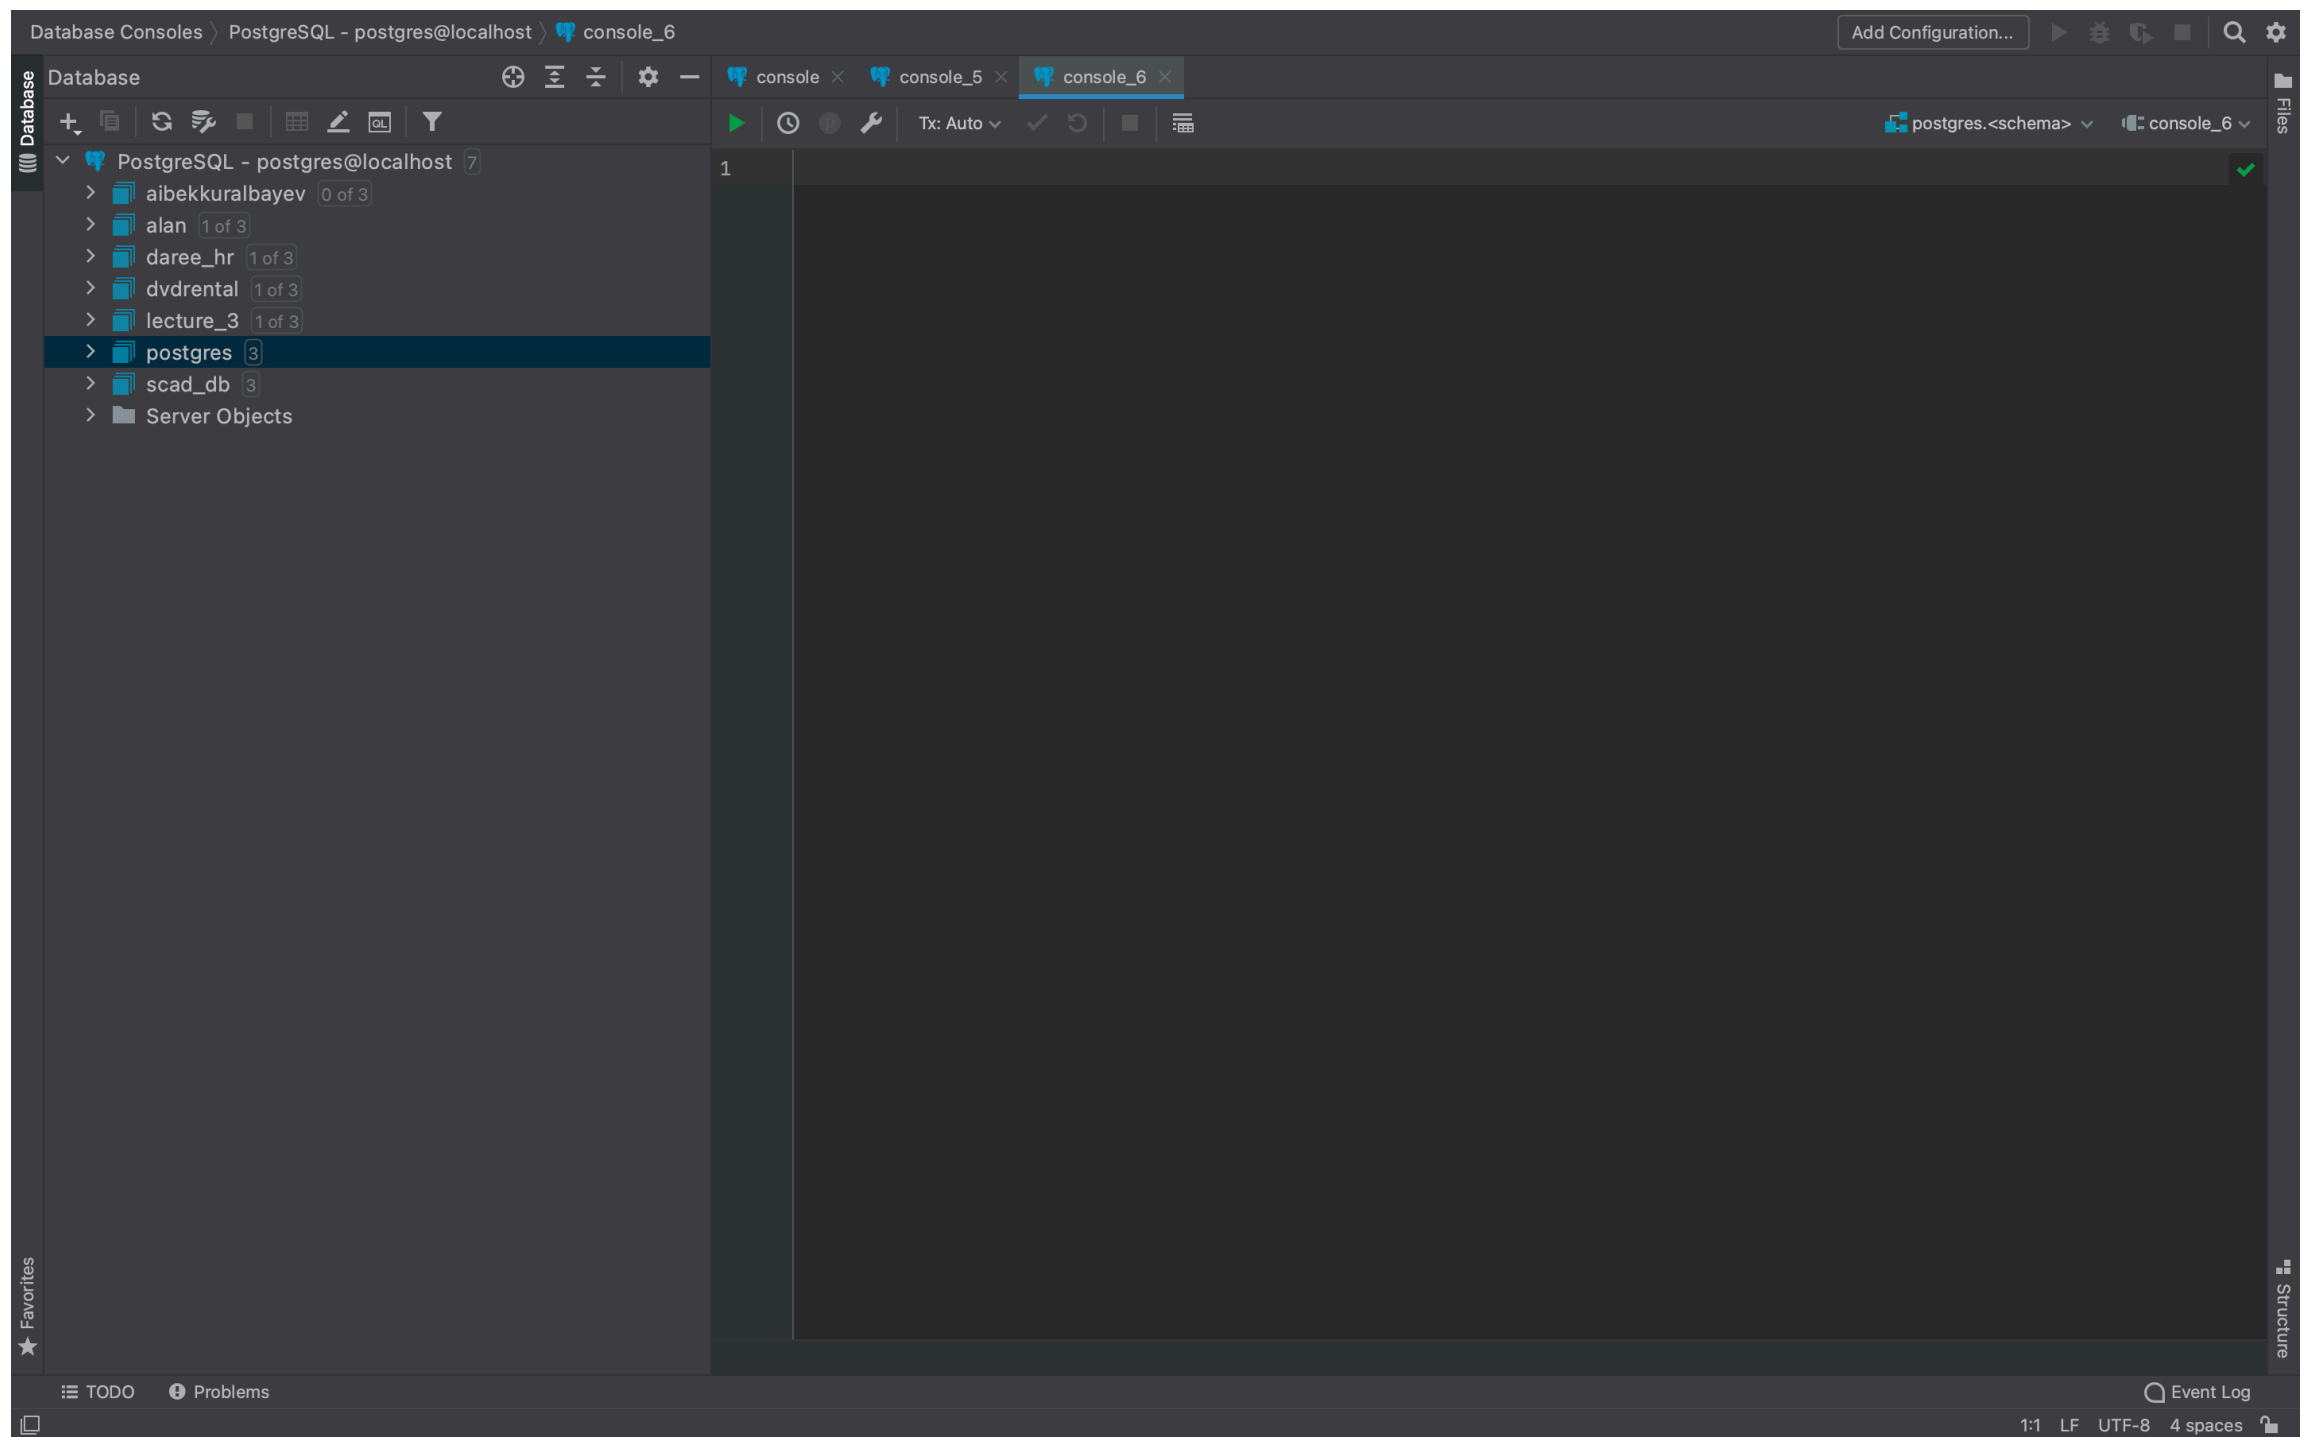 Database Consoles PostgreSQL - postgres@localhost console_6 Add Configuration...
Database
Database
console console_5 console_6
Tx: Auto postgres.<schema> console_6
PostgreSQL - postgres@localhost 7
aibekkuralbayev 0 of 3
alan 1 of 3
daree_hr 1 of 3
dvdrental 1 of 3
lecture_3 1 of 3
postgres 3
scad_db 3
Server Objects
QL
1
Files
Favorites
Structure
TODO Problems Event Log
1:1 LF UTF-8 4 spaces